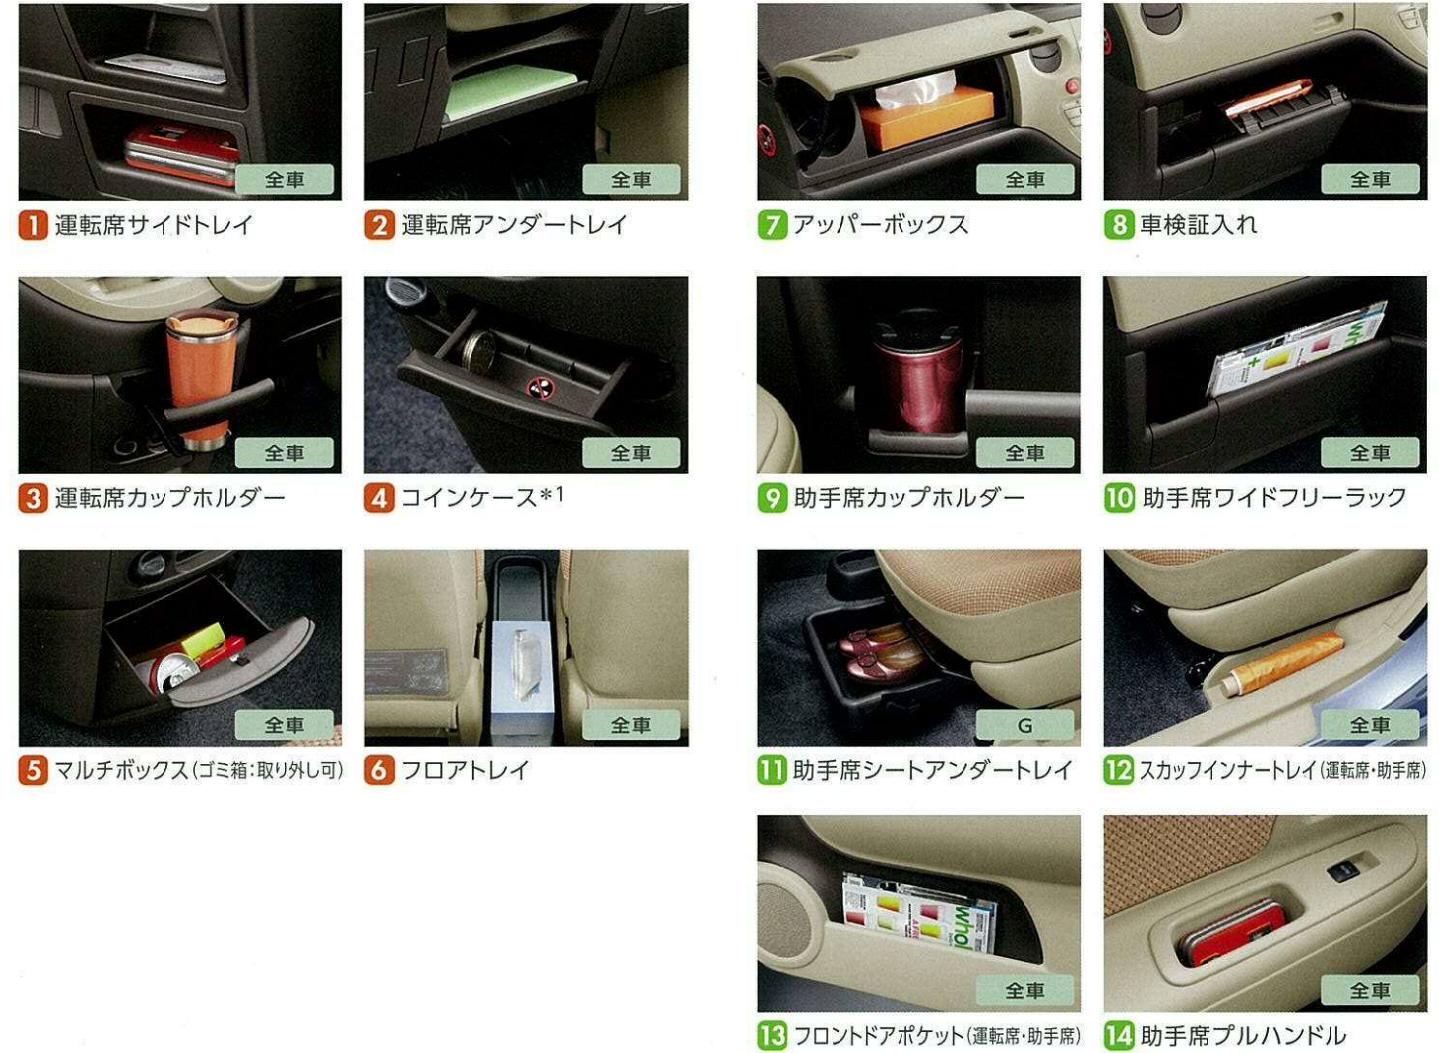 全車
1 運転席サイドトレイ
全車
2 運転席アンダートレイ
全車
7 アッパーボックス
全車
8 車検証入れ
全車
3 運転席カップホルダー
全車
4 コインケース*1
全車
9 助手席カップホルダー
全車
10 助手席ワイドフリーラック
全車
5 マルチボックス(ゴミ箱:取り外し可)
全車
6 フロアトレイ
G
11 助手席シートアンダートレイ
全車
12 スカッフインナートレイ(運転席・助手席)
全車
13 フロントドアポケット(運転席・助手席)
全車
14 助手席プルハンドル